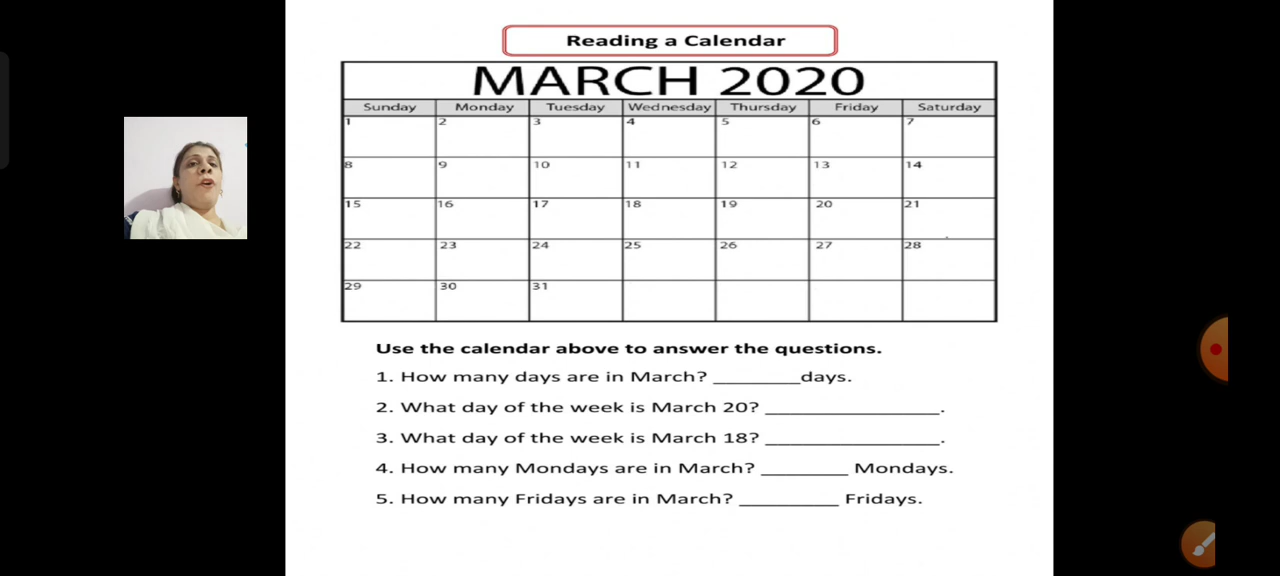 Reading a Calendar
MARCH 2020
Sunday Monday Tuesday Wednesday Thursday Friday Saturday
1 2 3 4 5 6 7
8 9 10 11 12 13 14
15 16 17 18 19 20 21
22 23 24 25 26 27 28
29 30 31
Use the calendar above to answer the questions.
1. How many days are in March? ________days.
2. What day of the week is March 20? ________________.
3. What day of the week is March 18? ________________.
4. How many Mondays are in March? ________ Mondays.
5. How many Fridays are in March? _________ Fridays.